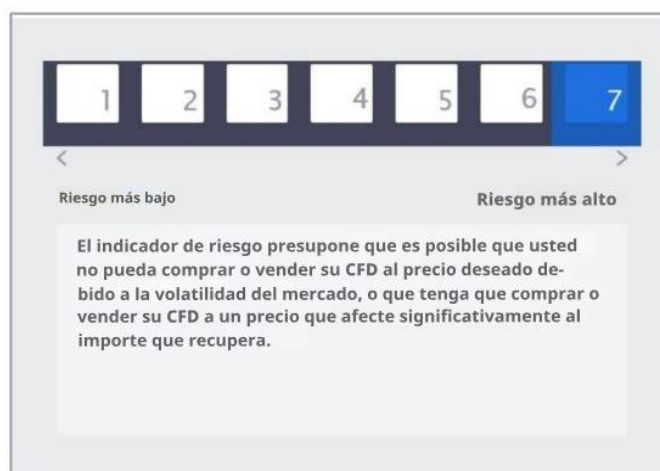 1 2 3 4 5 6 7
< >
Riesgo más bajo Riesgo más alto
El indicador de riesgo presupone que es posible que usted
no pueda comprar o vender su CFD al precio deseado de-
bido a la volatilidad del mercado, o que tenga que comprar o
vender su CFD a un precio que afecte significativamente al
importe que recupera.